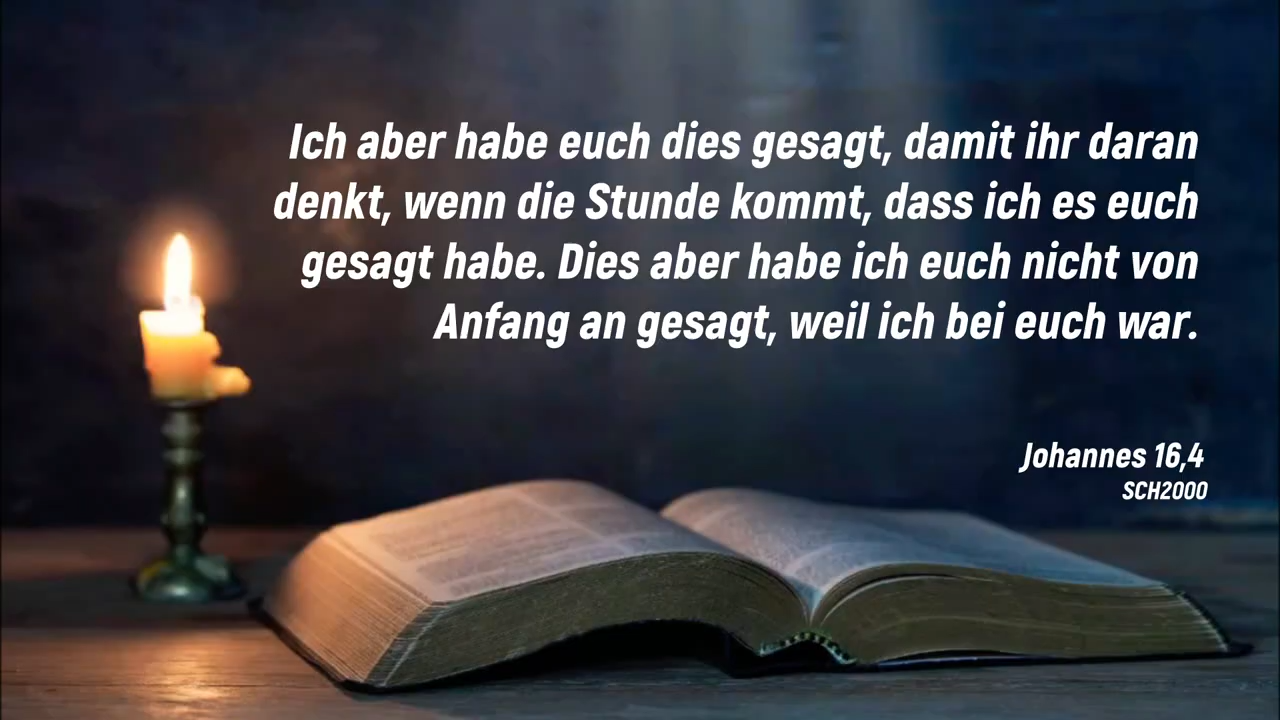 Ich aber habe euch dies gesagt, damit ihr daran
denkt, wenn die Stunde kommt, dass ich es euch
gesagt habe. Dies aber habe ich euch nicht von
Anfang an gesagt, weil ich bei euch war.
Johannes 16,4
SCH2000